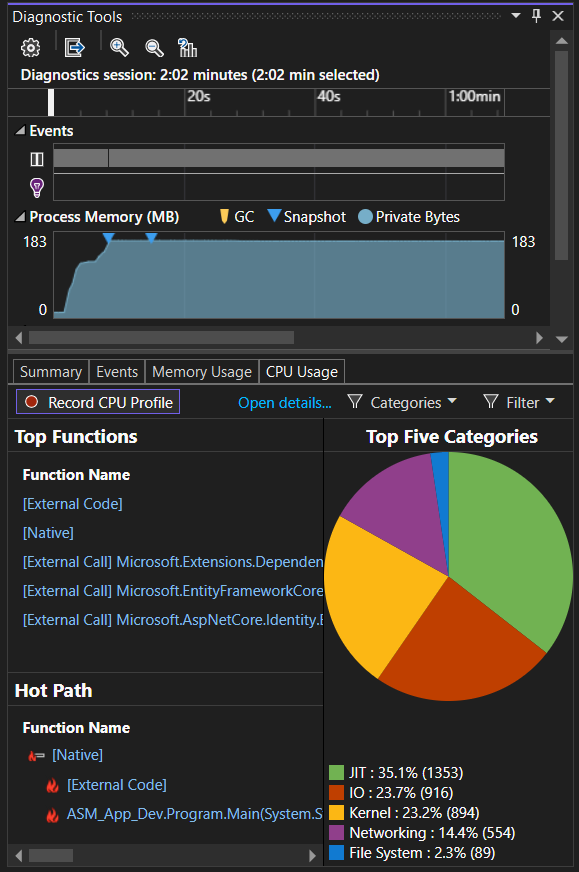 Diagnostic Tools
Diagnostics session: 2:02 minutes (2:02 min selected)
20s 40s 1:00min
Events
Process Memory (MB) GC Snapshot Private Bytes
183 183
0 0
Summary Events Memory Usage CPU Usage
Record CPU Profile Open details... Categories Filter
Top Functions
Function Name
[External Code]
[Native]
[External Call] Microsoft.Extensions.Dependen
[External Call] Microsoft.EntityFrameworkCore
[External Call] Microsoft.AspNetCore.Identity.
Hot Path
Function Name
[Native]
[External Code]
ASM_App_Dev.Program.Main(System.S
Top Five Categories
JIT : 35.1% (1353)
IO : 23.7% (916)
Kernel : 23.2% (894)
Networking : 14.4% (554)
File System : 2.3% (89)